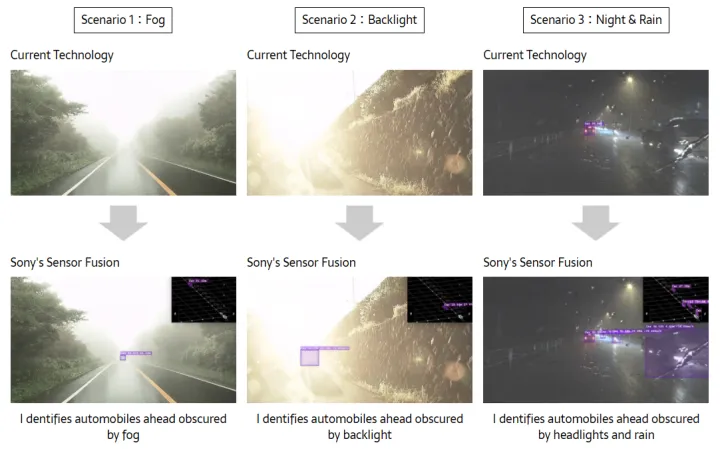 Scenario 1 : Fog
Scenario 2 : Backlight
Scenario 3 : Night & Rain
Current Technology
Current Technology
Current Technology
Sony's Sensor Fusion
Sony's Sensor Fusion
Sony's Sensor Fusion
I dentifies automobiles ahead obscured
by fog
I dentifies automobiles ahead obscured
by backlight
I dentifies automobiles ahead obscured
by headlights and rain